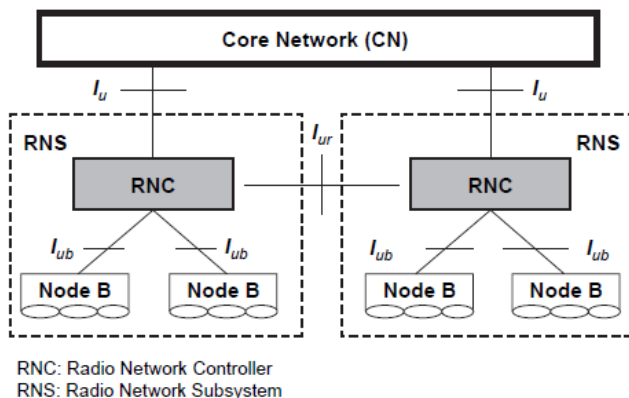 Core Network (CN)
Iu
Iu
RNS
Iur
RNS
RNC
RNC
Iub
Iub
Iub
Iub
Node B
Node B
Node B
Node B
RNC: Radio Network Controller
RNS: Radio Network Subsystem